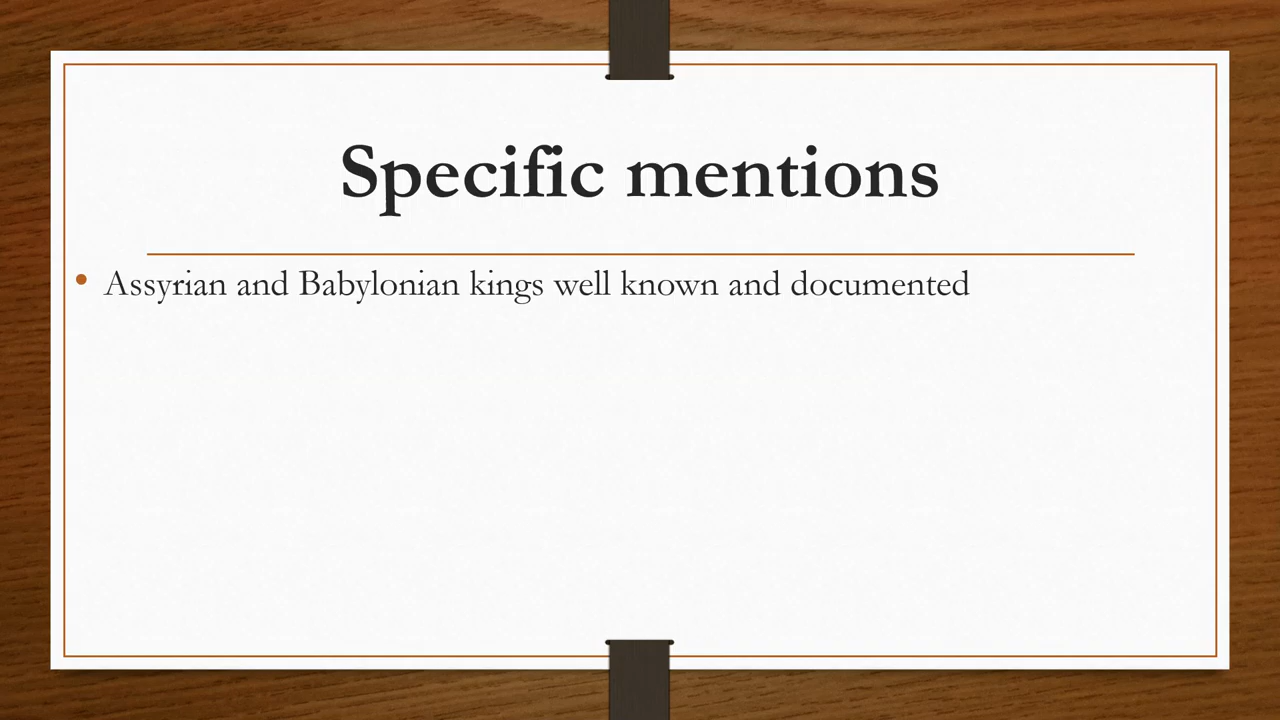 Specific mentions
• Assyrian and Babylonian kings well known and documented